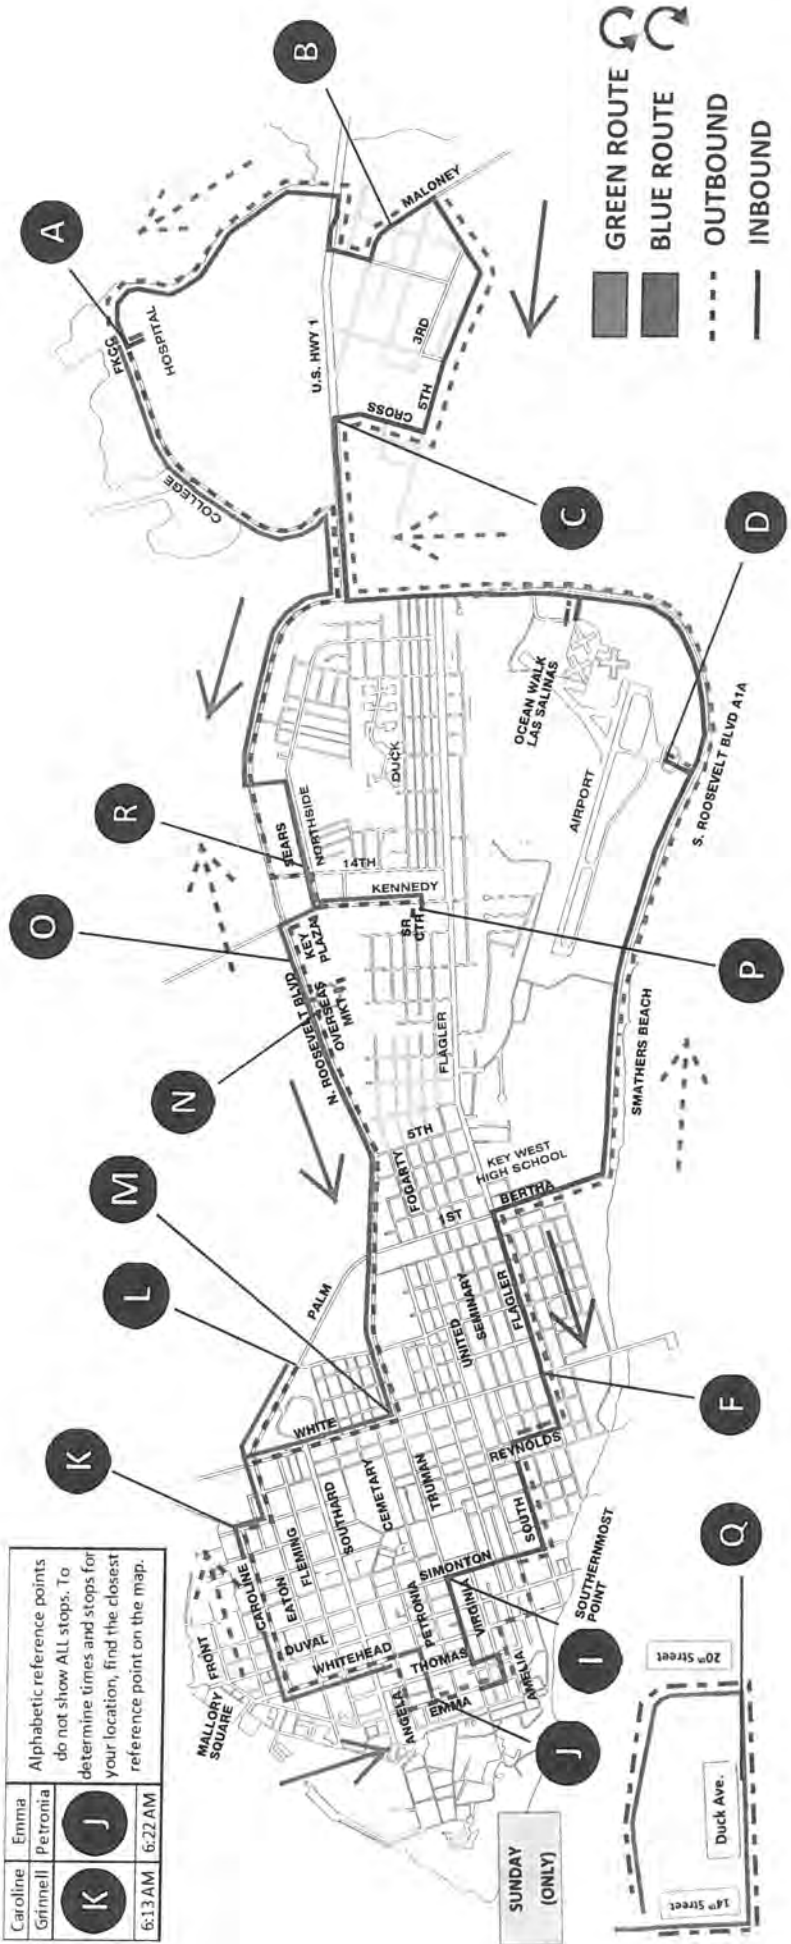 Caroline Emma
Grinnell Petronia
K J
6:13 AM 6:22 AM
Alphabetic reference points
do not show ALL stops. To
determine times and stops for
your location, find the closest
reference point on the map.
K
L
M
N
O
R
A
B
MALLORY
SQUARE
FRONT
CAROLINE
EATON
FLEMING
SOUTHARD
CEMETARY
TRUMAN
DUVAL
WHITEHEAD
ANGELA
EMMA
THOMAS
PETRONIA
SIMONTON
VIRGINIA
AMELIA
SOUTH
REYNOLDS
SOUTHERNMOST
POINT
WHITE
PALM
UNITED
SEMINARY
FLAGLER
1ST
BERTHA
FOGARTY
5TH
KEY WEST
HIGH SCHOOL
FLAGLER
N. ROOSEVELT BLVD
OVERSEAS
MKT
KEY
PLAZA
SR
CTR
KENNEDY
14TH
NORTHSIDE
SEARS
DUCK
SMATHERS BEACH
AIRPORT
S. ROOSEVELT BLVD A1A
OCEAN WALK
LAS SALINAS
COLLEGE
FKCC
HOSPITAL
U.S. HWY 1
CROSS
5TH
3RD
MALONEY
J
I
F
P
D
C
SUNDAY
(ONLY)
14th Street
Duck Ave.
20th Street
Q
GREEN ROUTE
BLUE ROUTE
OUTBOUND
INBOUND